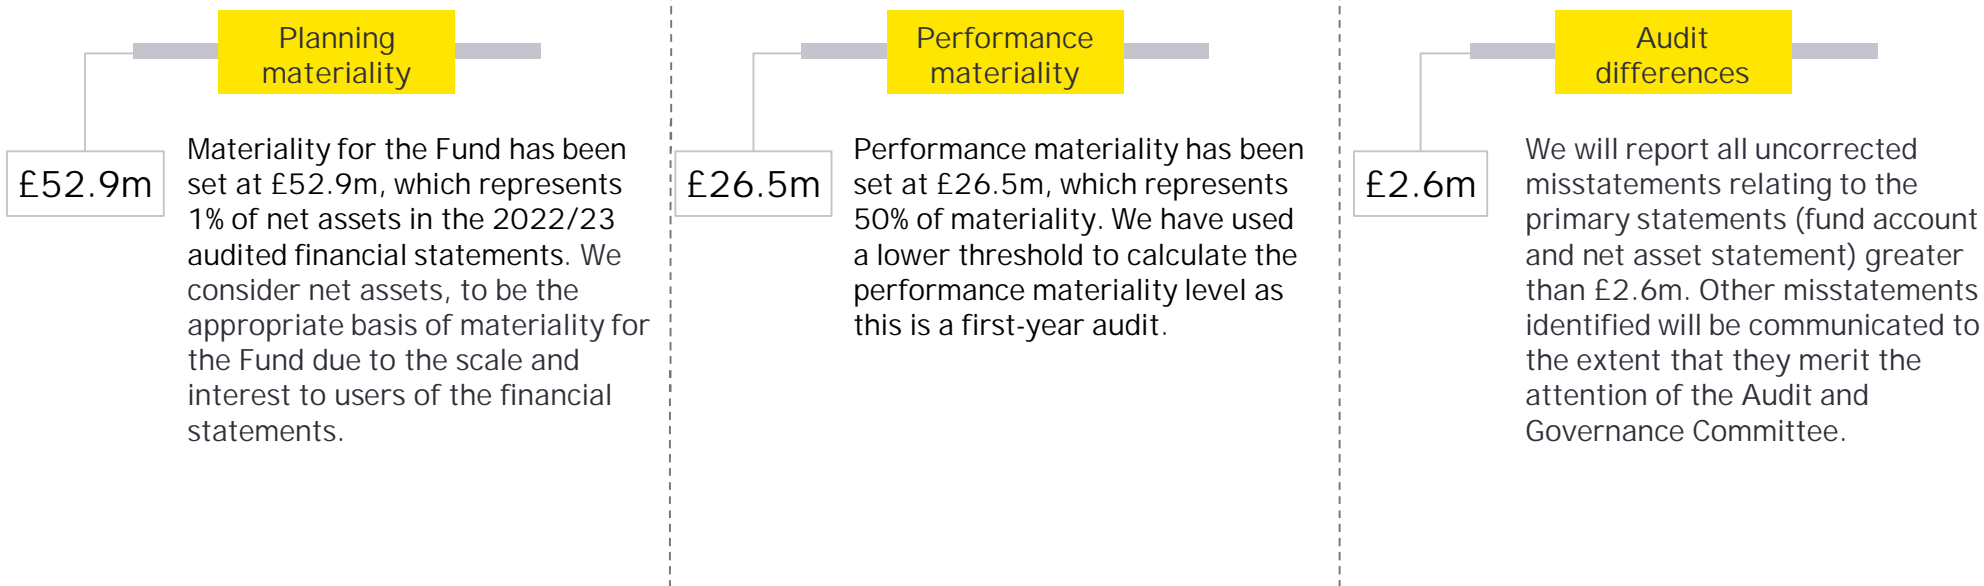 Planning
materiality
£52.9m
Materiality for the Fund has been
set at £52.9m, which represents
1% of net assets in the 2022/23
audited financial statements. We
consider net assets, to be the
appropriate basis of materiality for
the Fund due to the scale and
interest to users of the financial
statements.
Performance
materiality
£26.5m
Performance materiality has been
set at £26.5m, which represents
50% of materiality. We have used
a lower threshold to calculate the
performance materiality level as
this is a first-year audit.
Audit
differences
£2.6m
We will report all uncorrected
misstatements relating to the
primary statements (fund account
and net asset statement) greater
than £2.6m. Other misstatements
identified will be communicated to
the extent that they merit the
attention of the Audit and
Governance Committee.